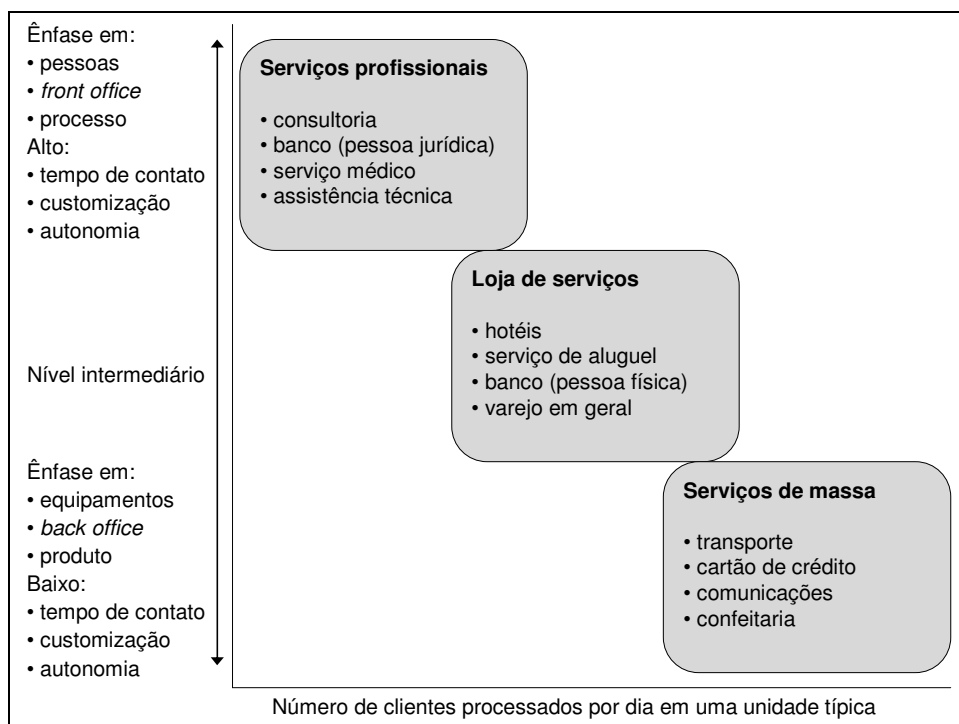 Ênfase em:
• pessoas
• front office
• processo
Alto:
• tempo de contato
• customização
• autonomia
Nível intermediário
Ênfase em:
• equipamentos
• back office
• produto
Baixo:
• tempo de contato
• customização
• autonomia
Serviços profissionais
• consultoria
• banco (pessoa jurídica)
• serviço médico
• assistência técnica
Loja de serviços
• hotéis
• serviço de aluguel
• banco (pessoa física)
• varejo em geral
Serviços de massa
• transporte
• cartão de crédito
• comunicações
• confeitaria
Número de clientes processados por dia em uma unidade típica